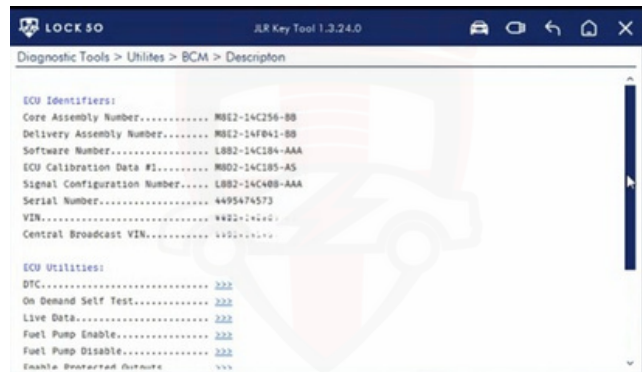 LOCK 50
JLR Key Tool 1.3.24.0
Diagnostic Tools > Utilites > BCM > Descripton
ECU Identifiers:
Core Assembly Number............ M8E2-14C256-BB
Delivery Assembly Number........ M8E2-14F041-BB
Software Number................. L8B2-14C184-AAA
ECU Calibration Data #1......... M8D2-14C185-AS
Signal Configuration Number..... L8B2-14C408-AAA
Serial Number................... 4495474573
VIN.............................
Central Broadcast VIN...........
ECU Utilities:
DTC............................. >>>
On Demand Self Test............. >>>
Live Data....................... >>>
Fuel Pump Enable................ >>>
Fuel Pump Disable............... >>>
Enable Protected Outputs >>>